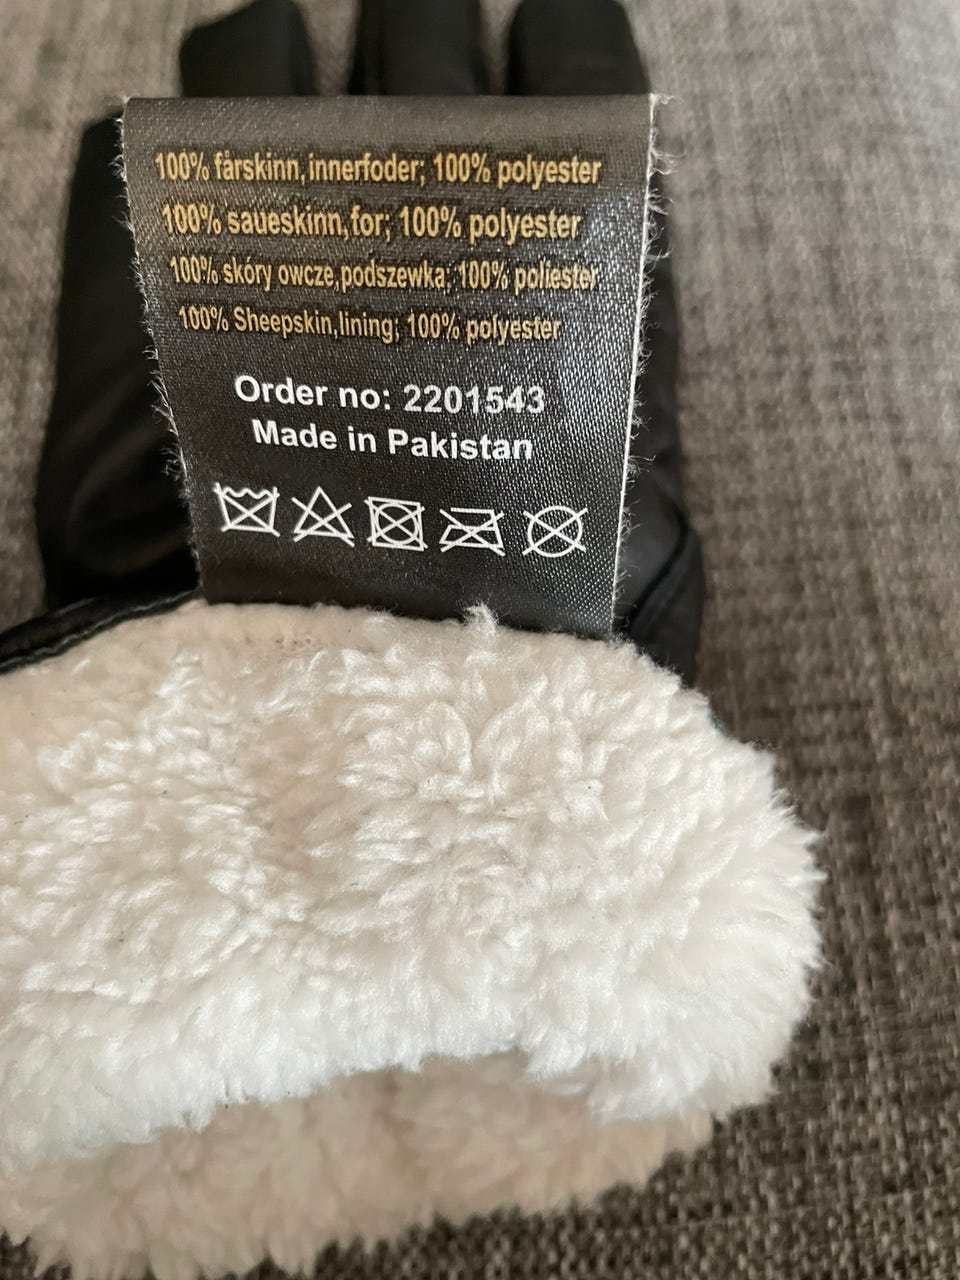 100% fårskinn, innerfoder; 100% polyester
100% saueskinn,for; 100% polyester
100% skóry owcze,podszewka; 100% poliester
100% Sheepskin,lining; 100% polyester
Order no: 2201543
Made in Pakistan